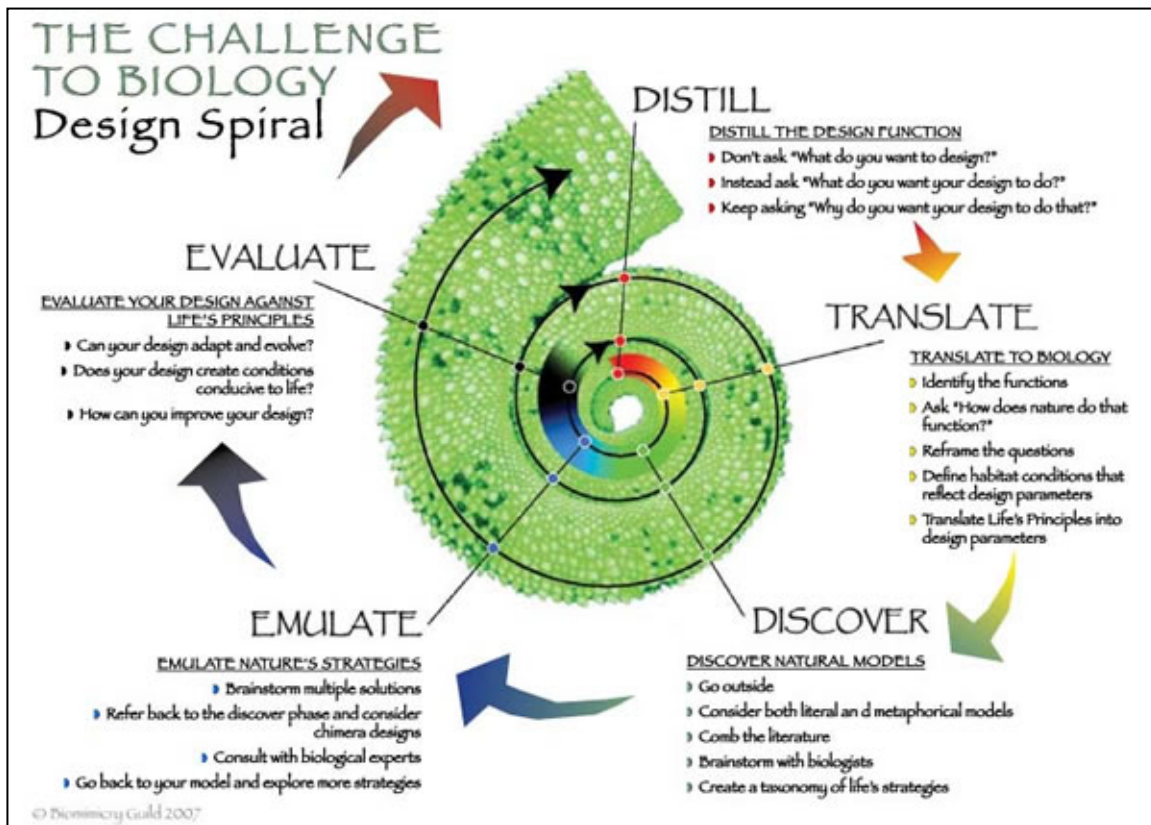 THE CHALLENGE
TO BIOLOGY
Design Spiral
DISTILL
DISTILL THE DESIGN FUNCTION
Don't ask "What do you want to design?"
Instead ask "What do you want your design to do?"
Keep asking "Why do you want your design to do that?"
TRANSLATE
TRANSLATE TO BIOLOGY
Identify the functions
Ask "How does nature do that
function?"
Reframe the questions
Define habitat conditions that
reflect design parameters
Translate Life's Principles into
design parameters
DISCOVER
DISCOVER NATURAL MODELS
Go outside
Consider both literal an d metaphorical models
Comb the literature
Brainstorm with biologists
Create a taxonomy of life's strategies
EMULATE
EMULATE NATURE'S STRATEGIES
Brainstorm multiple solutions
Refer back to the discover phase and consider
chimera designs
Consult with biological experts
Go back to your model and explore more strategies
EVALUATE
EVALUATE YOUR DESIGN AGAINST
LIFE'S PRINCIPLES
Can your design adapt and evolve?
Does your design create conditions
conducive to life?
How can you improve your design?
© Biomimicry Guild 2007